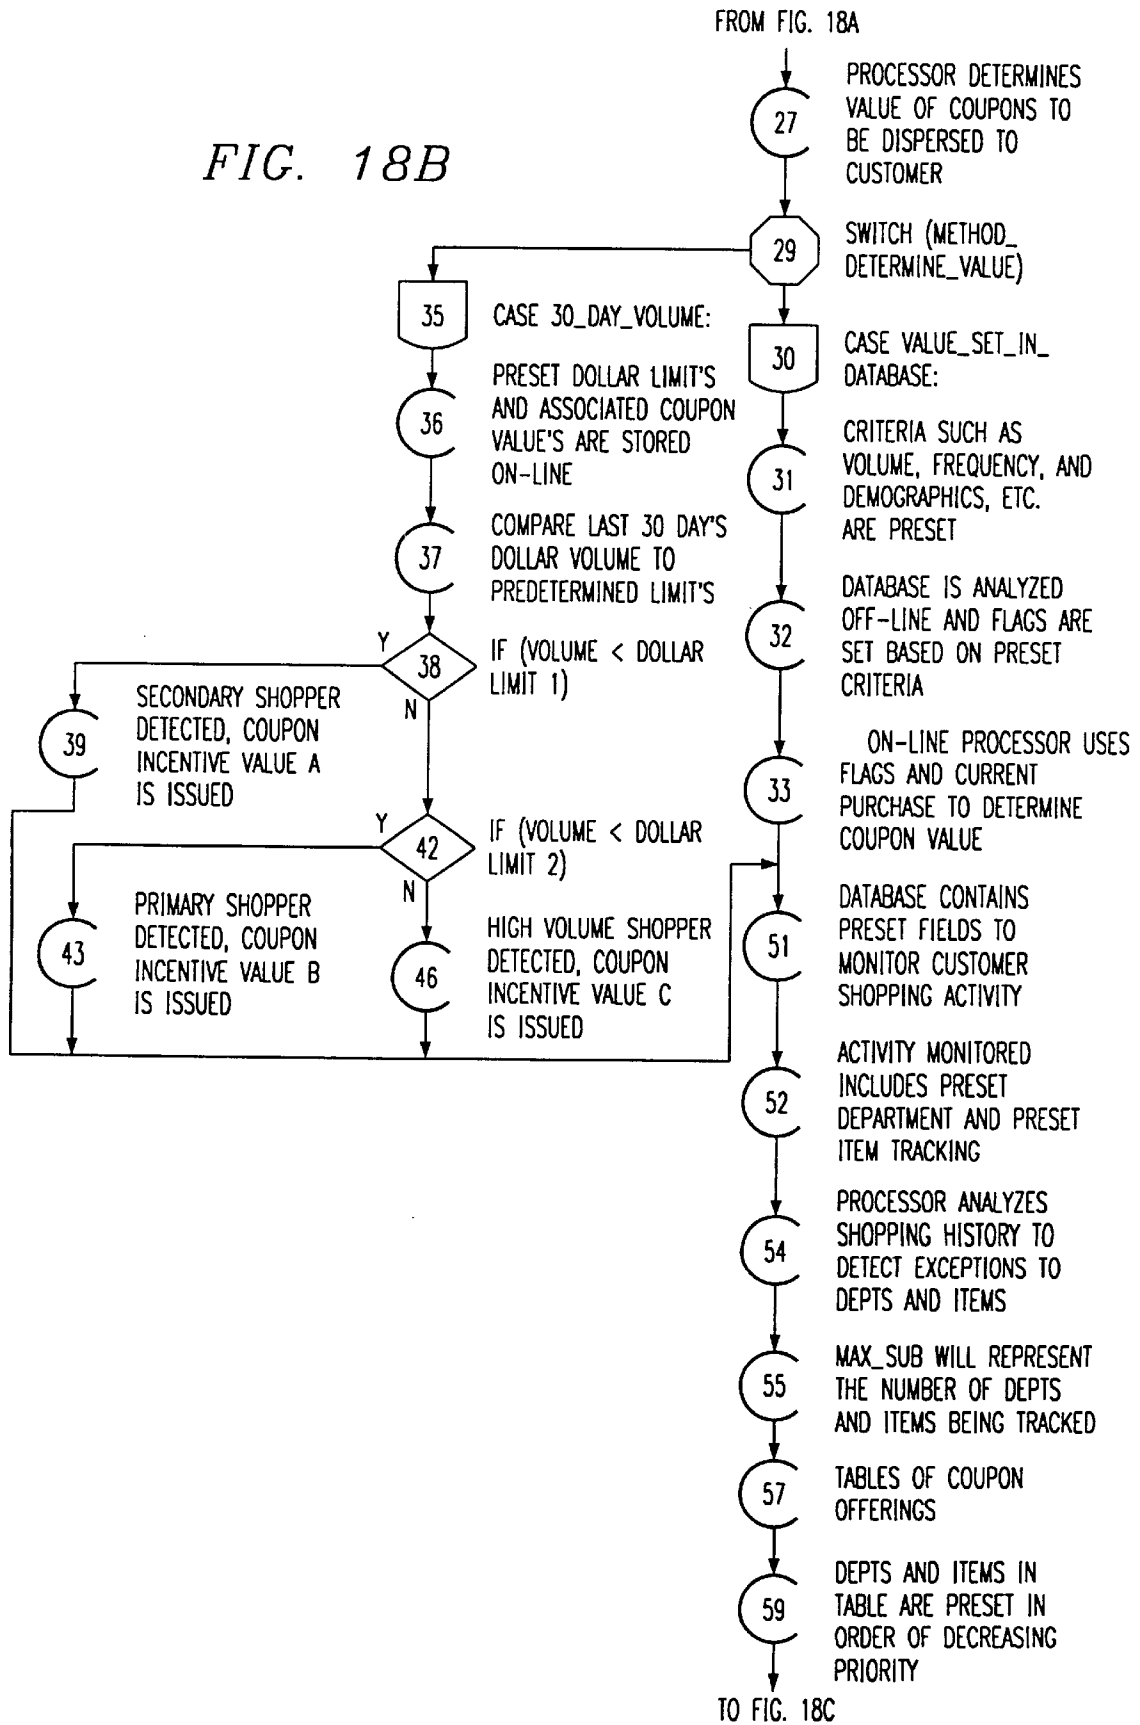 FROM FIG. 18A
FIG. 18B
27
PROCESSOR DETERMINES
VALUE OF COUPONS TO
BE DISPERSED TO
CUSTOMER
29
SWITCH (METHOD_
DETERMINE_VALUE)
35
CASE 30_DAY_VOLUME:
36
PRESET DOLLAR LIMIT'S
AND ASSOCIATED COUPON
VALUE'S ARE STORED
ON-LINE
37
COMPARE LAST 30 DAY'S
DOLLAR VOLUME TO
PREDETERMINED LIMIT'S
38
Y
N
IF (VOLUME < DOLLAR
LIMIT 1)
39
SECONDARY SHOPPER
DETECTED, COUPON
INCENTIVE VALUE A
IS ISSUED
42
Y
N
IF (VOLUME < DOLLAR
LIMIT 2)
43
PRIMARY SHOPPER
DETECTED, COUPON
INCENTIVE VALUE B
IS ISSUED
46
HIGH VOLUME SHOPPER
DETECTED, COUPON
INCENTIVE VALUE C
IS ISSUED
30
CASE VALUE_SET_IN_
DATABASE:
31
CRITERIA SUCH AS
VOLUME, FREQUENCY, AND
DEMOGRAPHICS, ETC.
ARE PRESET
32
DATABASE IS ANALYZED
OFF-LINE AND FLAGS ARE
SET BASED ON PRESET
CRITERIA
33
ON-LINE PROCESSOR USES
FLAGS AND CURRENT
PURCHASE TO DETERMINE
COUPON VALUE
51
DATABASE CONTAINS
PRESET FIELDS TO
MONITOR CUSTOMER
SHOPPING ACTIVITY
52
ACTIVITY MONITORED
INCLUDES PRESET
DEPARTMENT AND PRESET
ITEM TRACKING
54
PROCESSOR ANALYZES
SHOPPING HISTORY TO
DETECT EXCEPTIONS TO
DEPTS AND ITEMS
55
MAX_SUB WILL REPRESENT
THE NUMBER OF DEPTS
AND ITEMS BEING TRACKED
57
TABLES OF COUPON
OFFERINGS
59
DEPTS AND ITEMS IN
TABLE ARE PRESET IN
ORDER OF DECREASING
PRIORITY
TO FIG. 18C